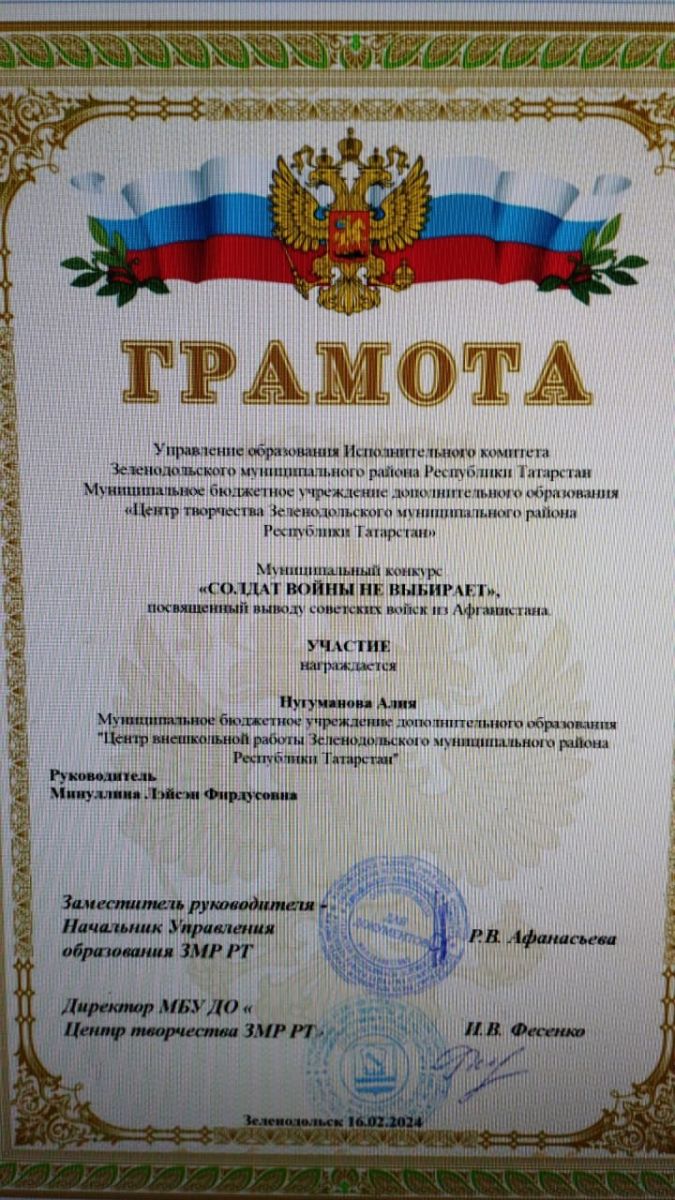 ГРАМОТА
Управление образования Исполнительного комитета
Зеленодольского муниципального района Республики Татарстан
Муниципальное бюджетное учреждение дополнительного образования
«Центр творчества Зеленодольского муниципального района
Республики Татарстан»
Муниципальный конкурс
«СОЛДАТ ВОЙНЫ НЕ ВЫБИРАЕТ»,
посвященный выводу советских войск из Афганистана.
УЧАСТИЕ
награждается
Нугуманова Алия
Муниципальное бюджетное учреждение дополнительного образования
"Центр внешкольной работы Зеленодольского муниципального района
Республики Татарстан"
Руководитель
Минуллина Лэйсэн Фирдусовна
Заместитель руководителя -
Начальник Управления
образования ЗМР РТ
ДЛЯ
ДОКУМЕНТОВ
Р.В. Афанасьева
Директор МБУ ДО «
Центр творчества ЗМР РТ»
И.В. Фесенко
Зеленодольск 16.02.2024